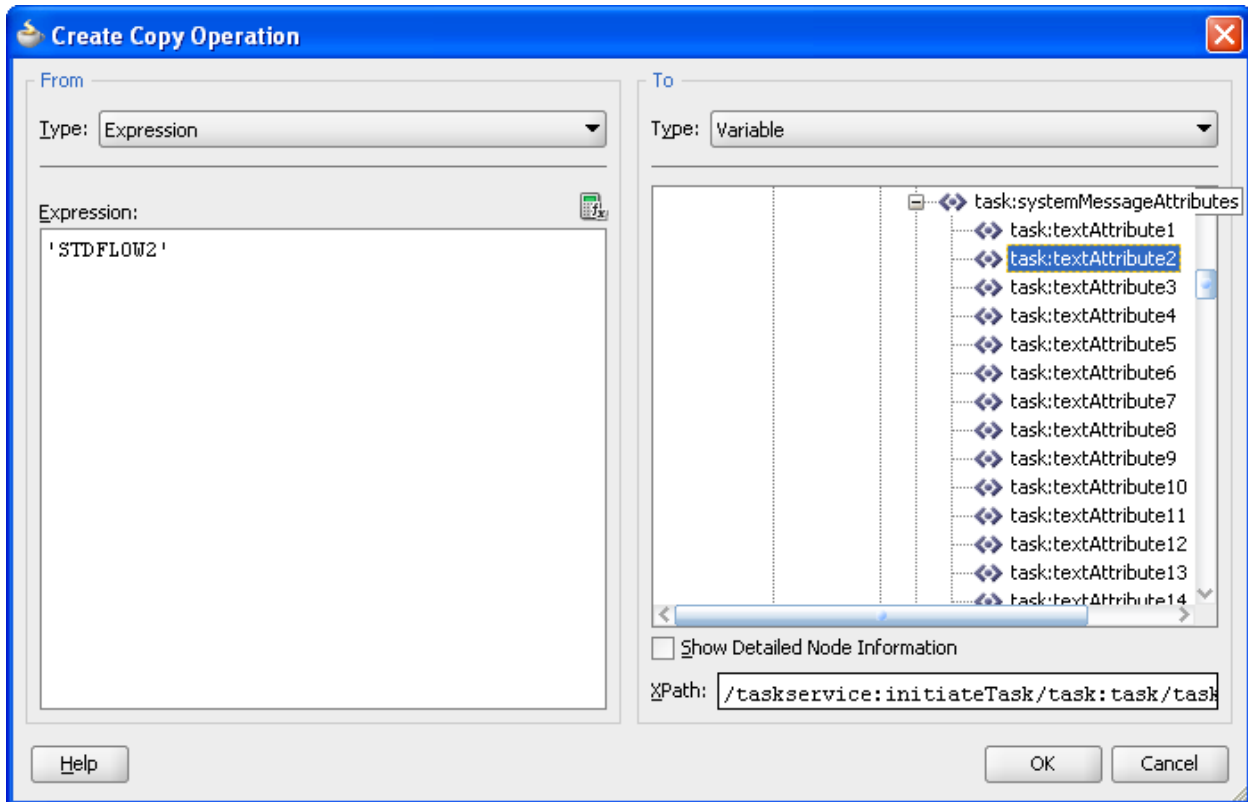 Create Copy Operation
From
Type: Expression
Expression:
'STDFLOW2'
To
Type: Variable
task:systemMessageAttributes
task:textAttribute1
task:textAttribute2
task:textAttribute3
task:textAttribute4
task:textAttribute5
task:textAttribute6
task:textAttribute7
task:textAttribute8
task:textAttribute9
task:textAttribute10
task:textAttribute11
task:textAttribute12
task:textAttribute13
task:textAttribute14
Show Detailed Node Information
XPath: /taskservice:initiateTask/task:task/task
Help
OK
Cancel